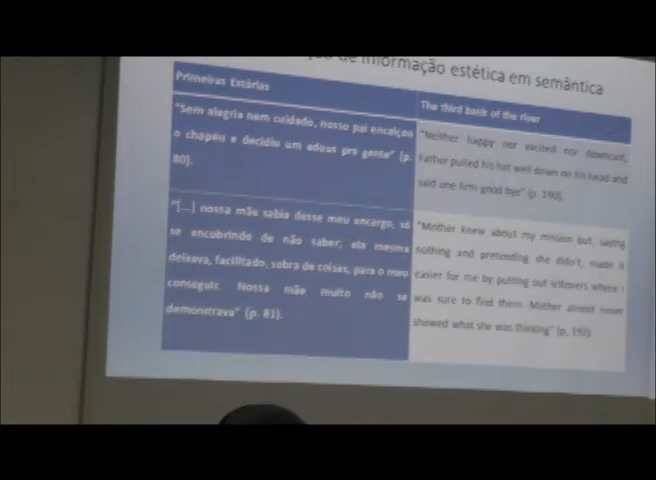 de informação estética em semântica
Primeiras Estórias
"Sem alegria nem cuidado, nosso pai encalçou
o chapéu e decidiu um adeus pra gente" (p.
80).
"[...] nossa mãe sabia desse meu encargo, só
se encobrindo de não saber; ela mesma
deixava, facilitado, sobra de coisas, para o meu
conseguir. Nossa mãe muito não se
demonstrava" (p. 81).
The third bank of the river
"Neither happy nor excited nor downcast,
Father pulled his hat well down on his head and
said one firm good bye" (p. 190).
"Mother knew about my mission but, saying
nothing and pretending she didn't, made it
easier for me by putting out leftovers where I
was sure to find them. Mother almost never
showed what she was thinking" (p. 192).